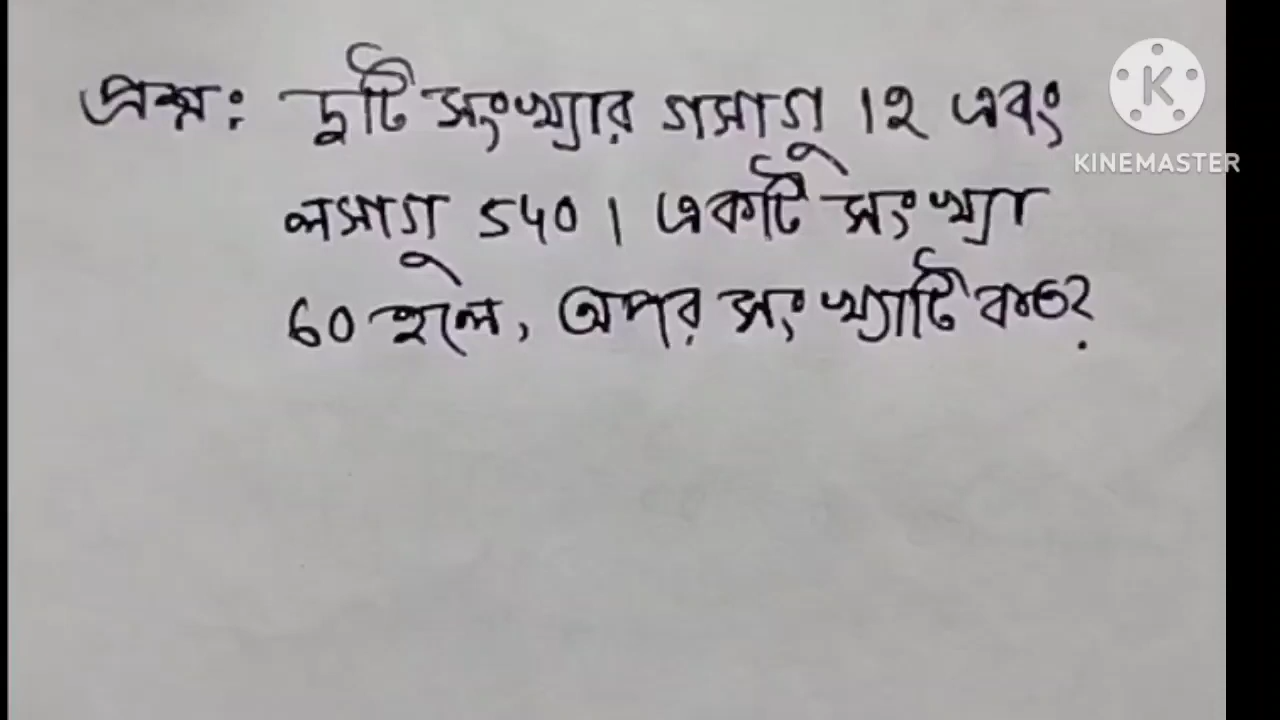 প্রশ্ন: দুটি সংখ্যার গসাগু 12 এবং
লসাগু 540। একটি সংখ্যা
60 হলে, অপর সংখ্যাটি কত?
KINEMASTER